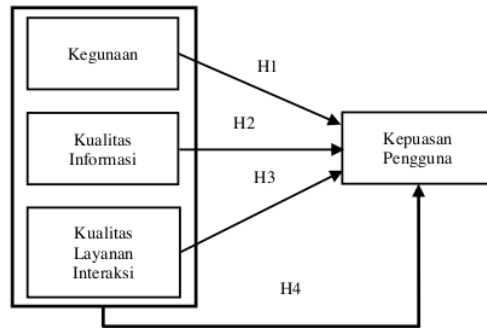 Kegunaan
H1
Kualitas
Informasi
H2
Kepuasan
Pengguna
H3
Kualitas
Layanan
Interaksi
H4